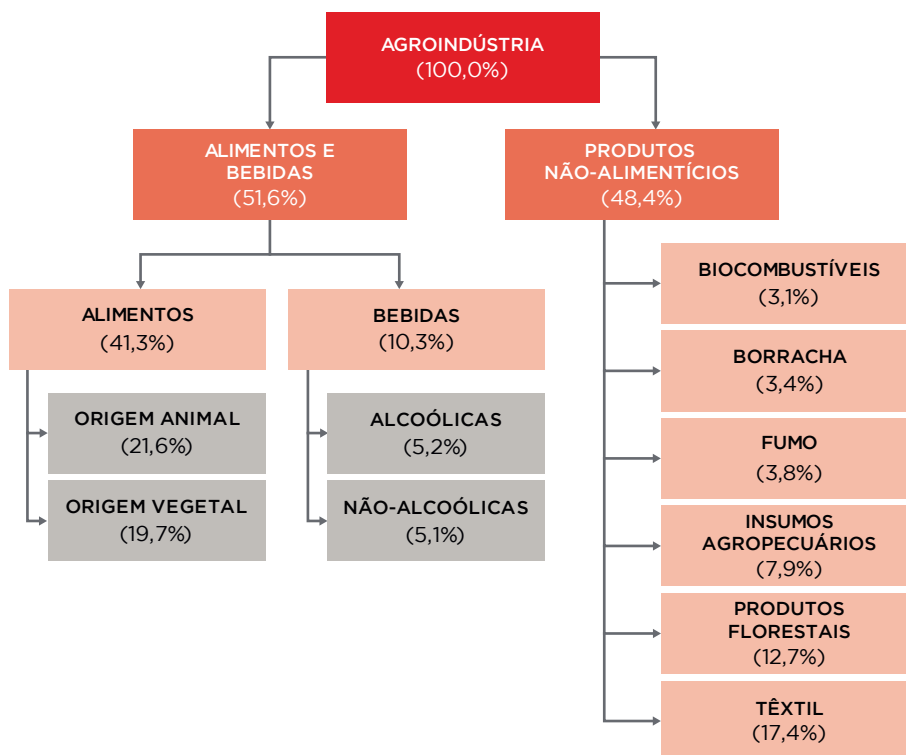 AGROINDÚSTRIA
(100,0%)
ALIMENTOS E
BEBIDAS
(51,6%)
PRODUTOS
NÃO-ALIMENTÍCIOS
(48,4%)
ALIMENTOS
(41,3%)
BEBIDAS
(10,3%)
ORIGEM ANIMAL
(21,6%)
ORIGEM VEGETAL
(19,7%)
ALCOÓLICAS
(5,2%)
NÃO-ALCOÓLICAS
(5,1%)
BIOCOMBUSTÍVEIS
(3,1%)
BORRACHA
(3,4%)
FUMO
(3,8%)
INSUMOS
AGROPECUÁRIOS
(7,9%)
PRODUTOS
FLORESTAIS
(12,7%)
TÊXTIL
(17,4%)